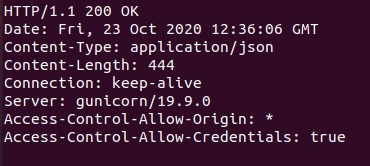 HTTP/1.1 200 OK
Date: Fri, 23 Oct 2020 12:36:06 GMT
Content-Type: application/json
Content-Length: 444
Connection: keep-alive
Server: gunicorn/19.9.0
Access-Control-Allow-Origin: *
Access-Control-Allow-Credentials: true